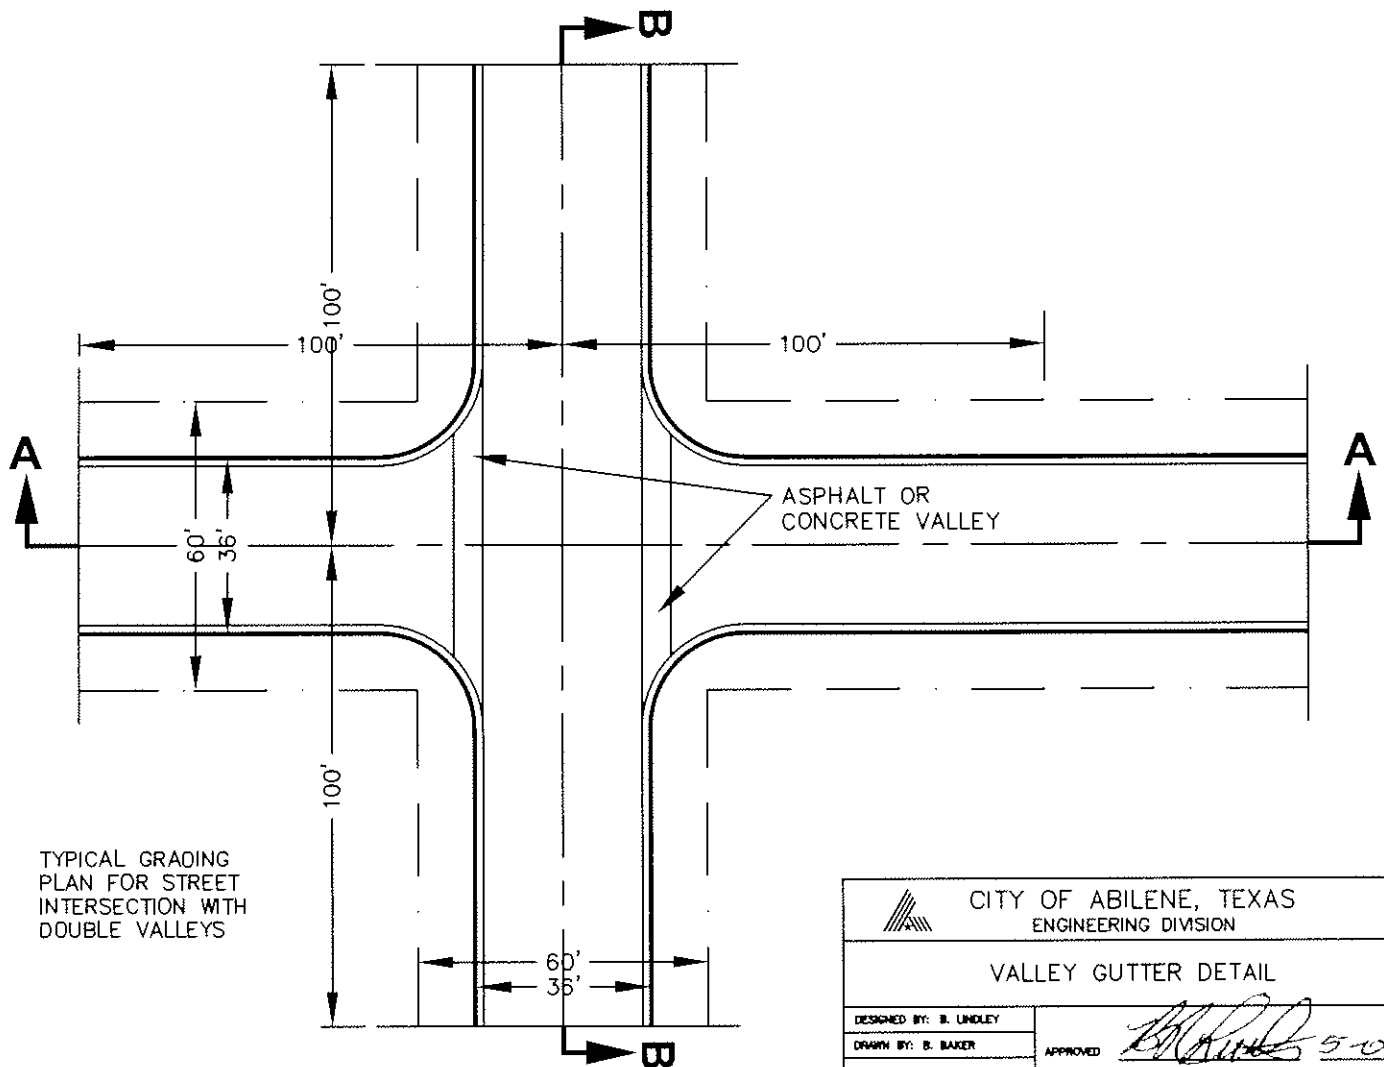 B
100'
100'
100'
A
A
60'
36'
ASPHALT OR
CONCRETE VALLEY
100'
TYPICAL GRADING
PLAN FOR STREET
INTERSECTION WITH
DOUBLE VALLEYS
60'
36'
B
CITY OF ABILENE, TEXAS
ENGINEERING DIVISION
VALLEY GUTTER DETAIL
DESIGNED BY: B. LINDLEY
DRAWN BY: B. BAKER
APPROVED